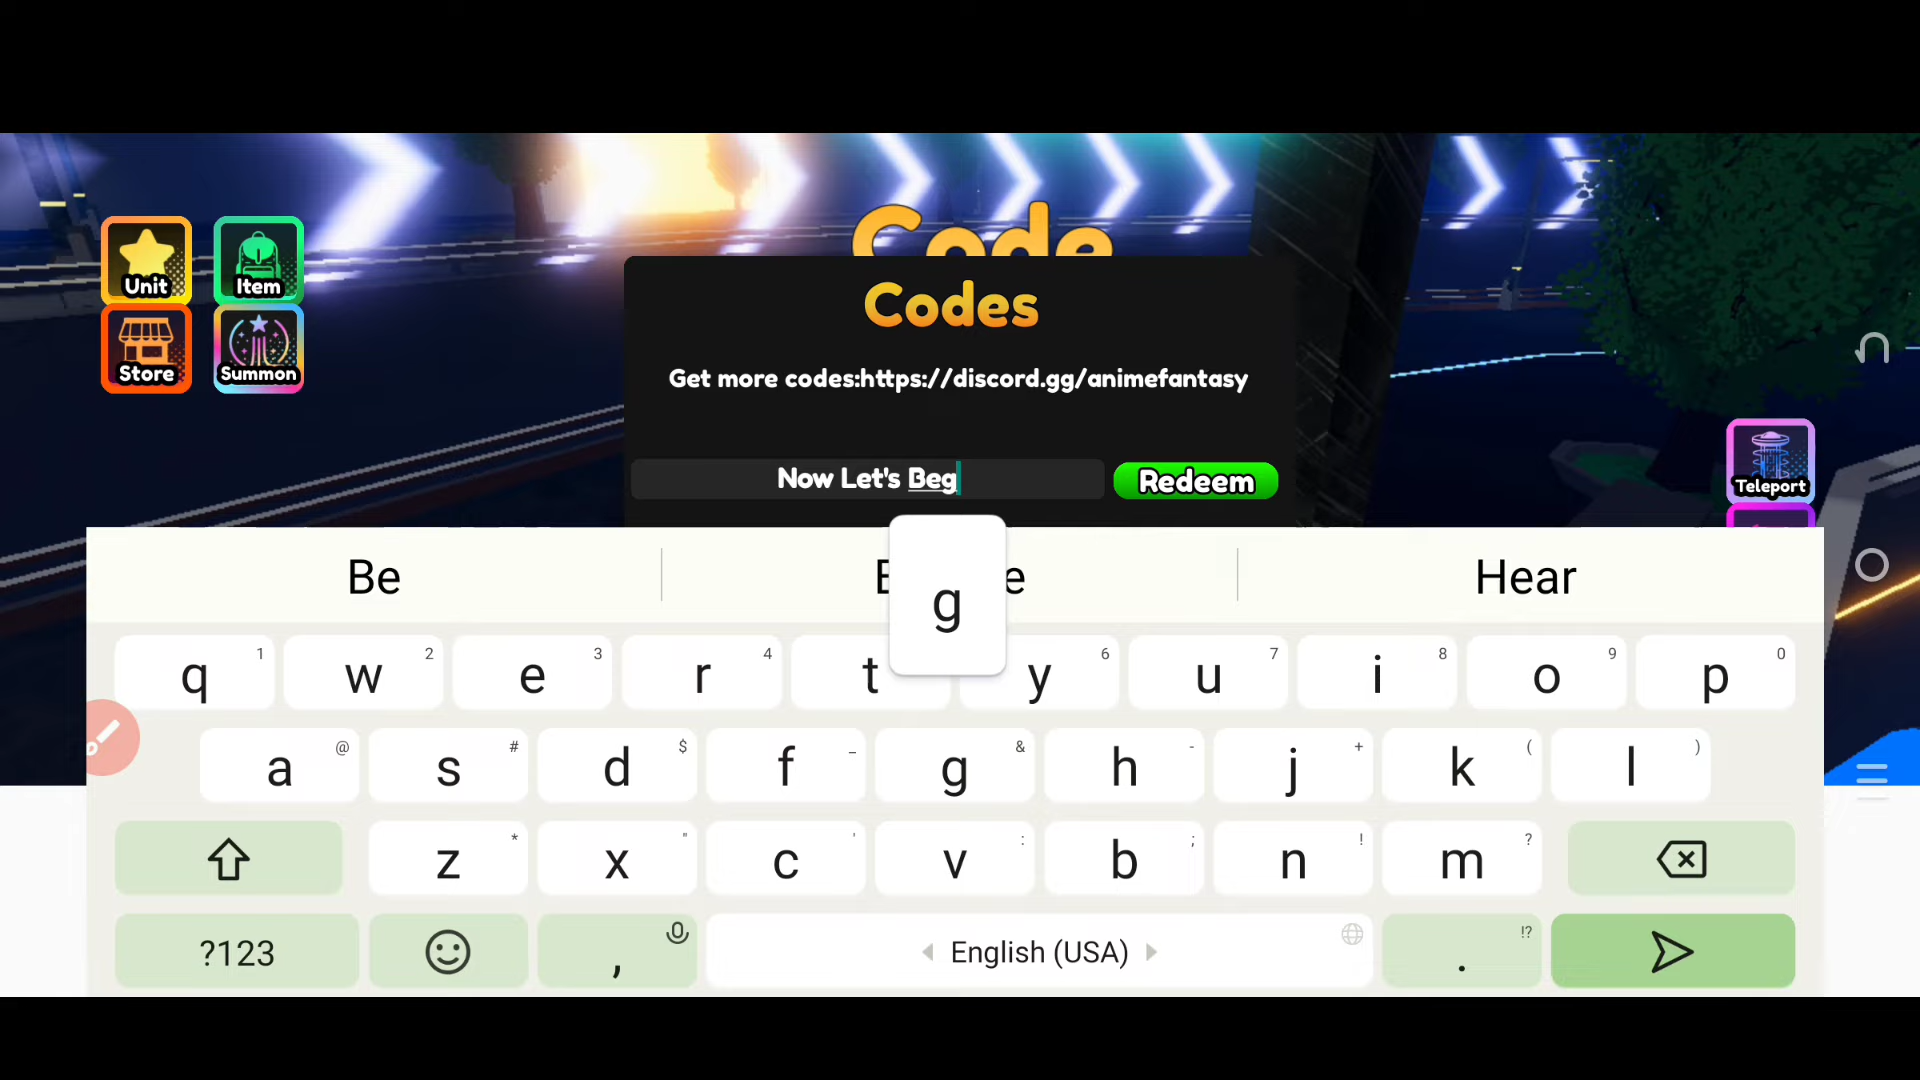 Code
Unit
Item
Codes
Store
Summon
Get more codes:https://discord.gg/animefantasy
Now Let's Beg
Redeem
Teleport
Be
Hear
g
q 1 w 2 e 3 r 4 t y 6 u 7 i 8 o 9 p 0
a @ s # d $ f _ g & h - j + k ( l )
z * x " c ' v : b ; n ! m ?
?123 , English (USA) . !?